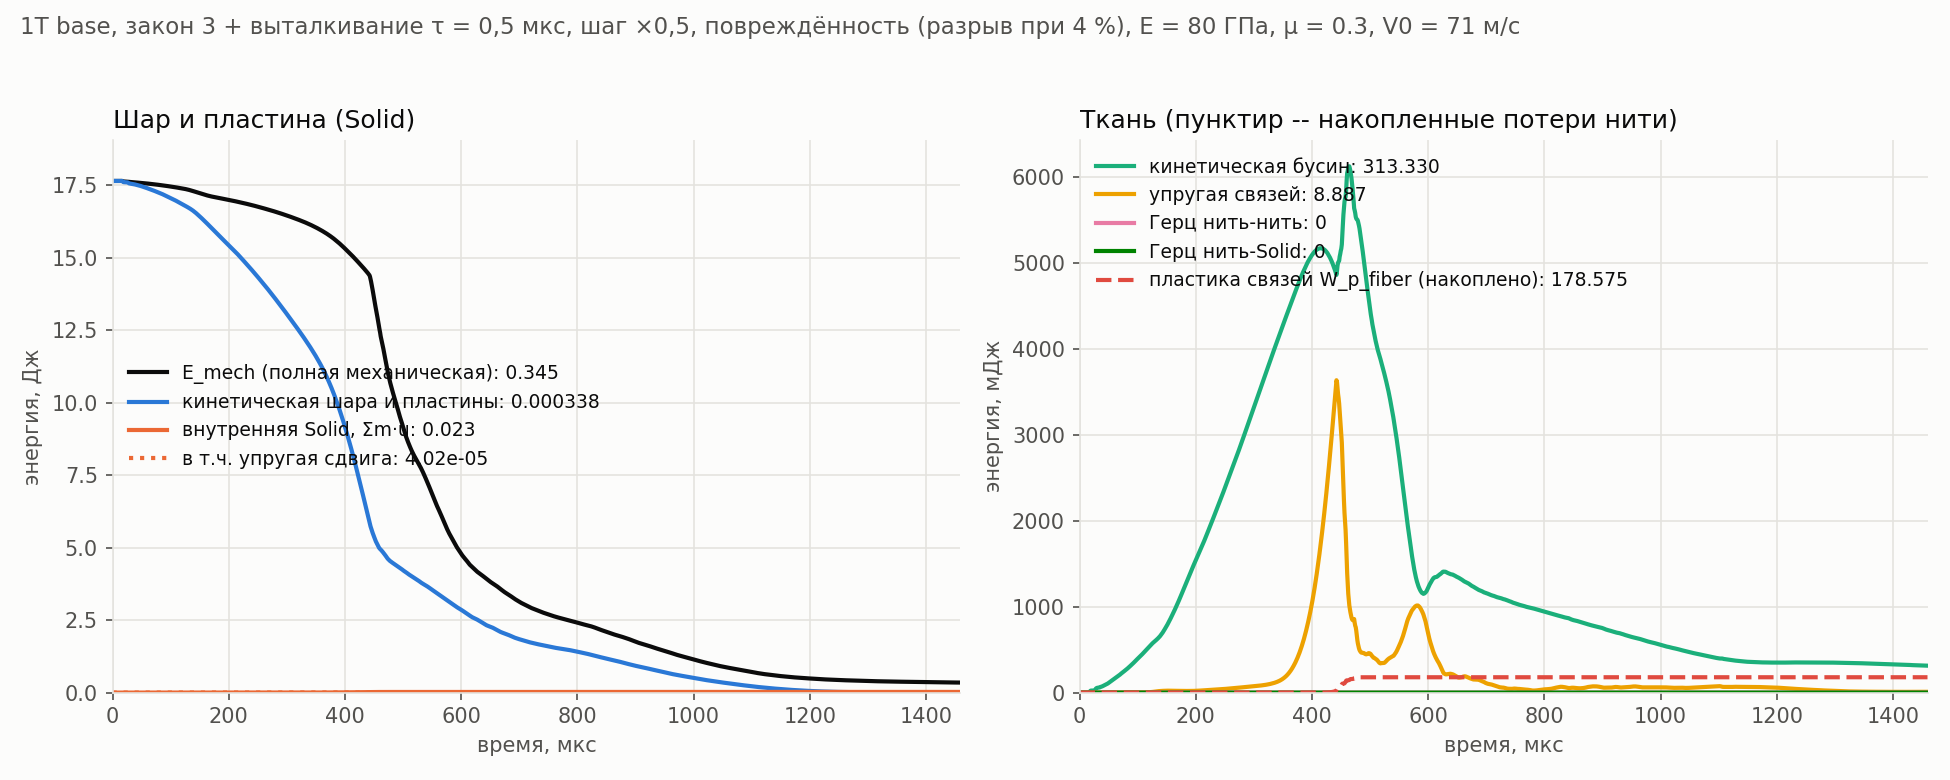 1T base, закон 3 + выталкивание τ = 0,5 мкс, шаг ×0,5, повреждённость (разрыв при 4 %), E = 80 ГПа, μ = 0.3, V0 = 71 м/с
Шар и пластина (Solid)
энергия, Дж
17.5
15.0
12.5
10.0
7.5
5.0
2.5
0.0
E_mech (полная механическая): 0.345
кинетическая шара и пластины: 0.000338
внутренняя Solid, Σm·u: 0.023
в т.ч. упругая сдвига: 4.02e-05
0 200 400 600 800 1000 1200 1400
время, мкс
Ткань (пунктир -- накопленные потери нити)
энергия, мДж
6000
5000
4000
3000
2000
1000
0
кинетическая бусин: 313.330
упругая связей: 8.887
Герц нить-нить: 0
Герц нить-Solid: 0
пластика связей W_p_fiber (накоплено): 178.575
0 200 400 600 800 1000 1200 1400
время, мкс